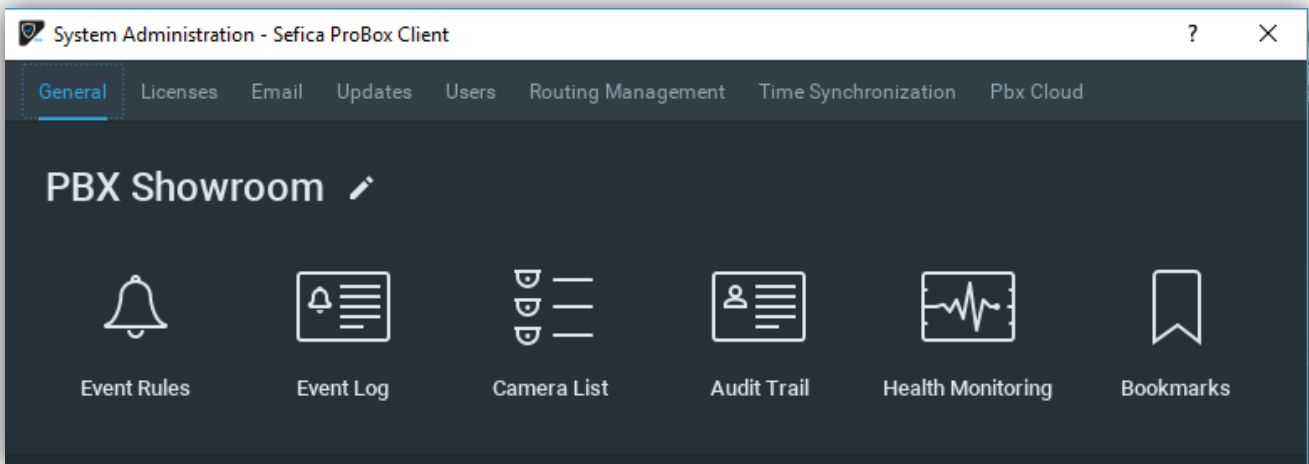 System Administration - Sefica ProBox Client ?
General Licenses Email Updates Users Routing Management Time Synchronization Pbx Cloud
PBX Showroom
Event Rules Event Log Camera List Audit Trail Health Monitoring Bookmarks